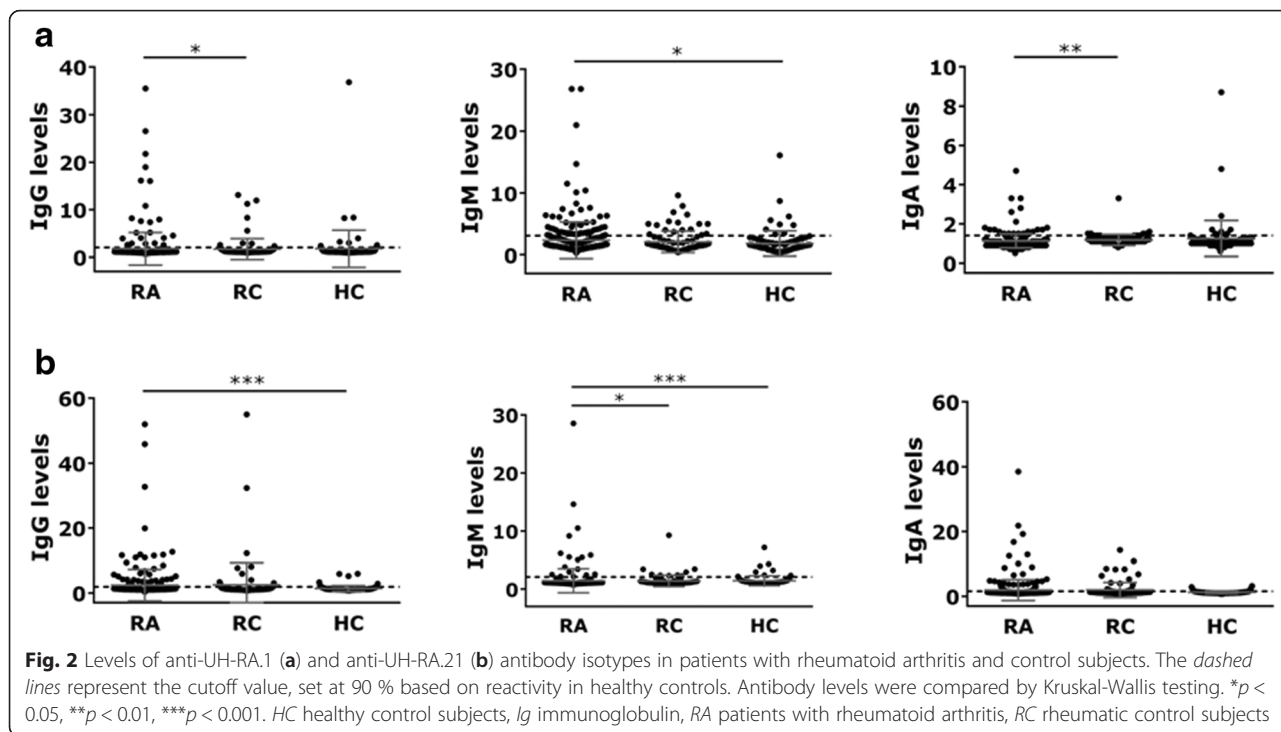 a
*
IgG levels
40
30
20
10
0
RA RC HC
*
IgM levels
30
20
10
0
RA RC HC
**
IgA levels
10
8
6
4
2
0
RA RC HC
b
***
IgG levels
60
40
20
0
RA RC HC
***
*
IgM levels
30
20
10
0
RA RC HC
IgA levels
60
40
20
0
RA RC HC
Fig. 2 Levels of anti-UH-RA.1 (a) and anti-UH-RA.21 (b) antibody isotypes in patients with rheumatoid arthritis and control subjects. The dashed
lines represent the cutoff value, set at 90 % based on reactivity in healthy controls. Antibody levels were compared by Kruskal-Wallis testing. *p <
0.05, **p < 0.01, ***p < 0.001. HC healthy control subjects, Ig immunoglobulin, RA patients with rheumatoid arthritis, RC rheumatic control subjects